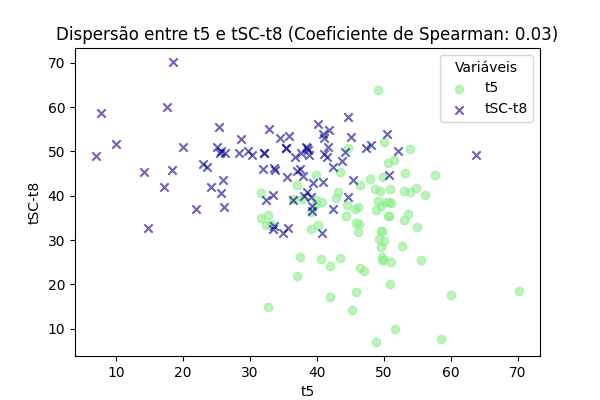 Dispersão entre t5 e tSC-t8 (Coeficiente de Spearman: 0.03)
Variáveis
t5
tSC-t8
tSC-t8
70
60
50
40
30
20
10
10 20 30 40 50 60 70
t5